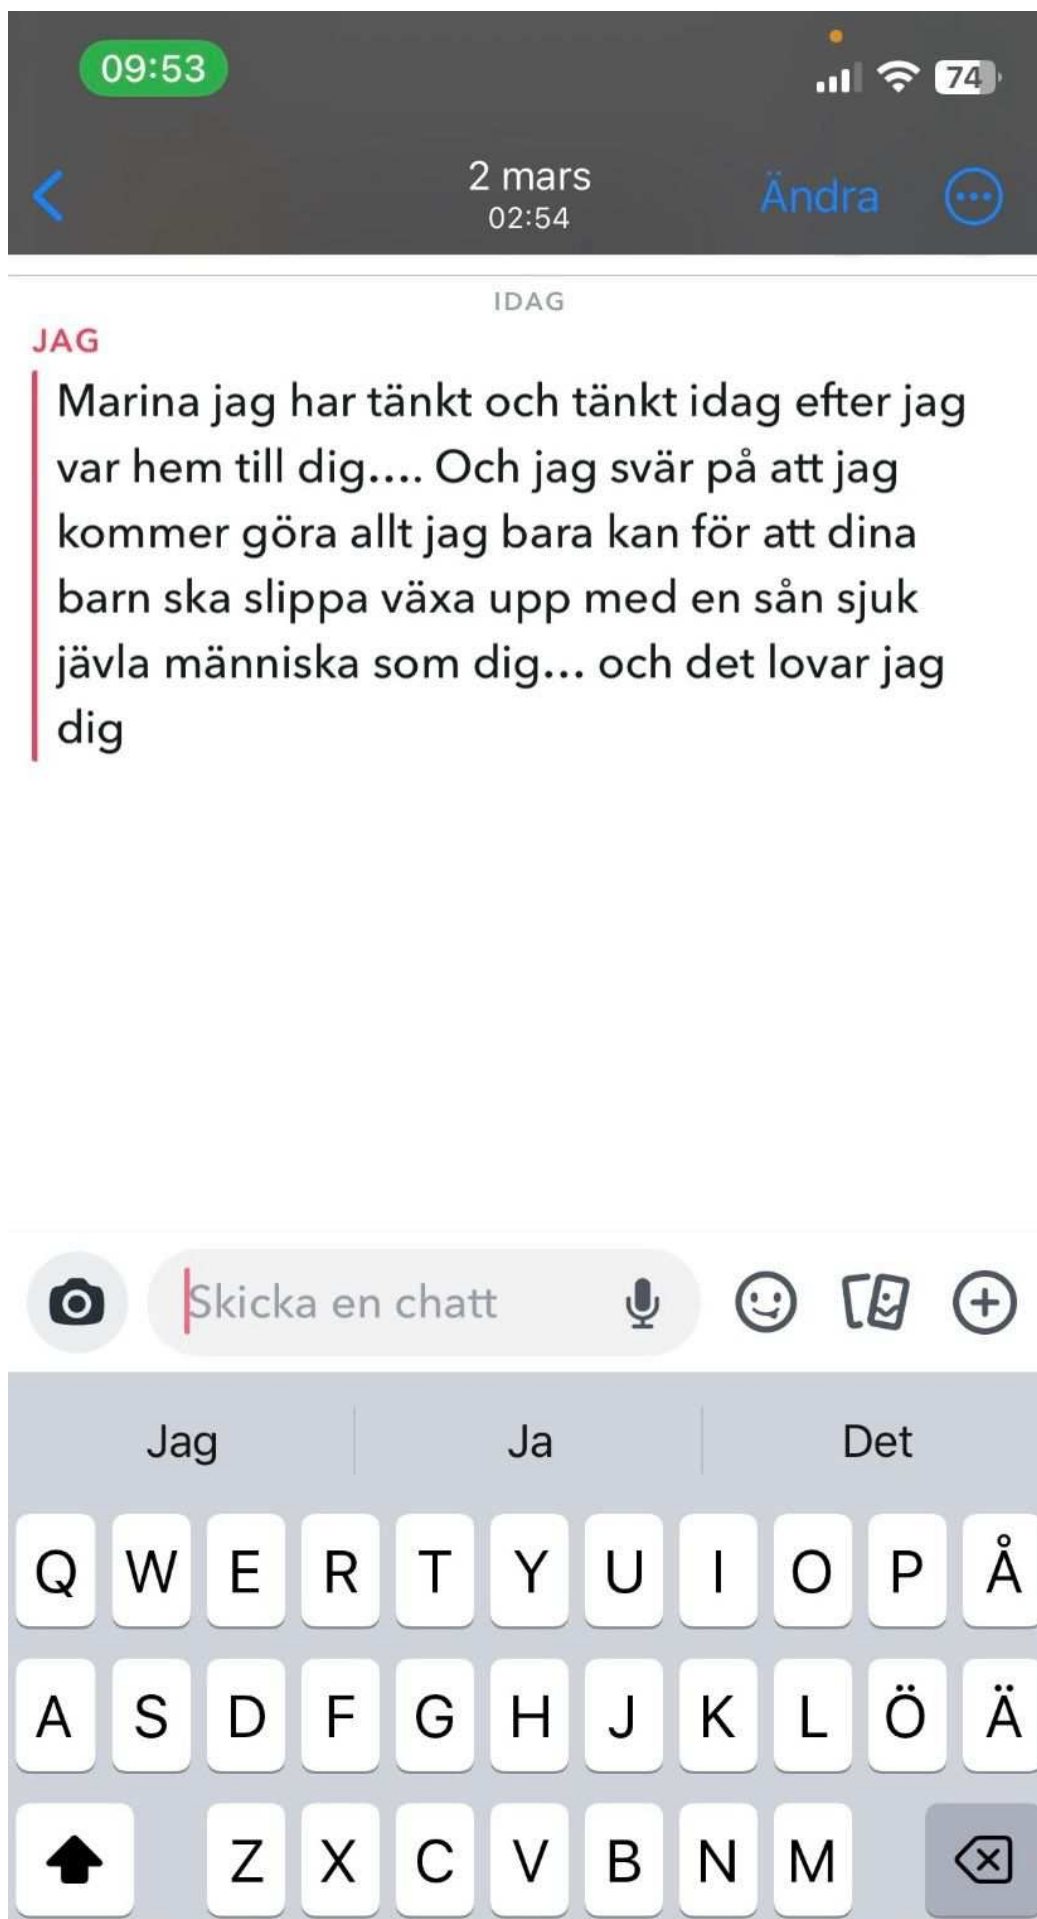 09:53
74
2 mars
02:54
Ändra
IDAG
JAG
Marina jag har tänkt och tänkt idag efter jag
var hem till dig.... Och jag svär på att jag
kommer göra allt jag bara kan för att dina
barn ska slippa växa upp med en sån sjuk
jävla människa som dig... och det lovar jag
dig
Skicka en chatt
Jag Ja Det
Q W E R T Y U I O P Å
A S D F G H J K L Ö Ä
Z X C V B N M